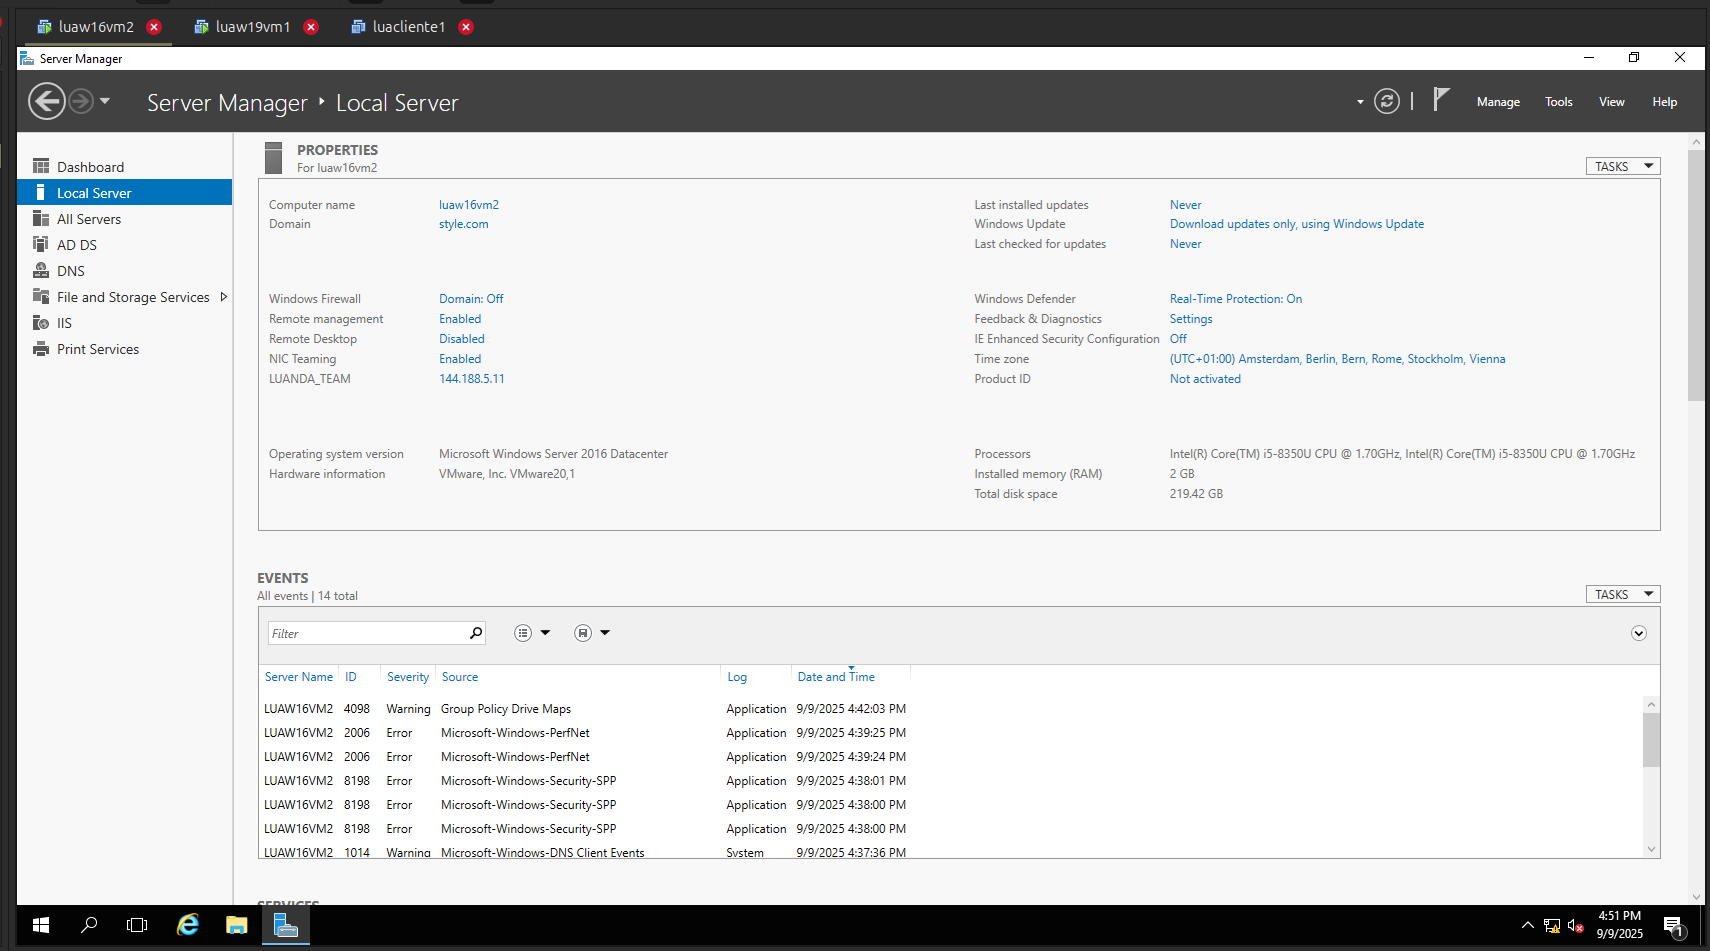 luaw16vm2 luaw19vm1 luacliente1
Server Manager
Server Manager Local Server Manage Tools View Help
Dashboard
Local Server
All Servers
AD DS
DNS
File and Storage Services
IIS
Print Services
PROPERTIES
For luaw16vm2
TASKS
Computer name luaw16vm2 Last installed updates Never
Domain style.com Windows Update Download updates only, using Windows Update
Last checked for updates Never
Windows Firewall Domain: Off Windows Defender Real-Time Protection: On
Remote management Enabled Feedback & Diagnostics Settings
Remote Desktop Disabled IE Enhanced Security Configuration Off
NIC Teaming Enabled Time zone (UTC+01:00) Amsterdam, Berlin, Bern, Rome, Stockholm, Vienna
LUANDA_TEAM 144.188.5.11 Product ID Not activated
Operating system version Microsoft Windows Server 2016 Datacenter Processors Intel(R) Core(TM) i5-8350U CPU @ 1.70GHz, Intel(R) Core(TM) i5-8350U CPU @ 1.70GHz
Hardware information VMware, Inc. VMware20,1 Installed memory (RAM) 2 GB
Total disk space 219.42 GB
EVENTS
All events | 14 total
TASKS
Filter
Server Name ID Severity Source Log Date and Time
LUAW16VM2 4098 Warning Group Policy Drive Maps Application 9/9/2025 4:42:03 PM
LUAW16VM2 2006 Error Microsoft-Windows-PerfNet Application 9/9/2025 4:39:25 PM
LUAW16VM2 2006 Error Microsoft-Windows-PerfNet Application 9/9/2025 4:39:24 PM
LUAW16VM2 8198 Error Microsoft-Windows-Security-SPP Application 9/9/2025 4:38:01 PM
LUAW16VM2 8198 Error Microsoft-Windows-Security-SPP Application 9/9/2025 4:38:00 PM
LUAW16VM2 8198 Error Microsoft-Windows-Security-SPP Application 9/9/2025 4:38:00 PM
LUAW16VM2 1014 Warning Microsoft-Windows-DNS Client Events System 9/9/2025 4:37:36 PM
SERVICES
4:51 PM
9/9/2025
1